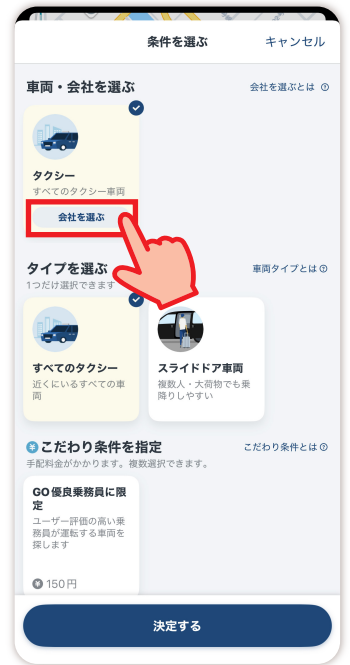 条件を選ぶ
キャンセル
車両・会社を選ぶ
会社を選ぶとは
タクシー
すべてのタクシー車両
会社を選ぶ
タイプを選ぶ
車両タイプとは
1つだけ選択できます
すべてのタクシー
近くにいるすべての車
両
スライドドア車両
複数人・大荷物でも乗
降りしやすい
こだわり条件を指定
こだわり条件とは
手配料金がかかります。複数選択できます。
GO優良乗務員に限
定
ユーザー評価の高い乗
務員が運転する車両を
探します
150円
決定する